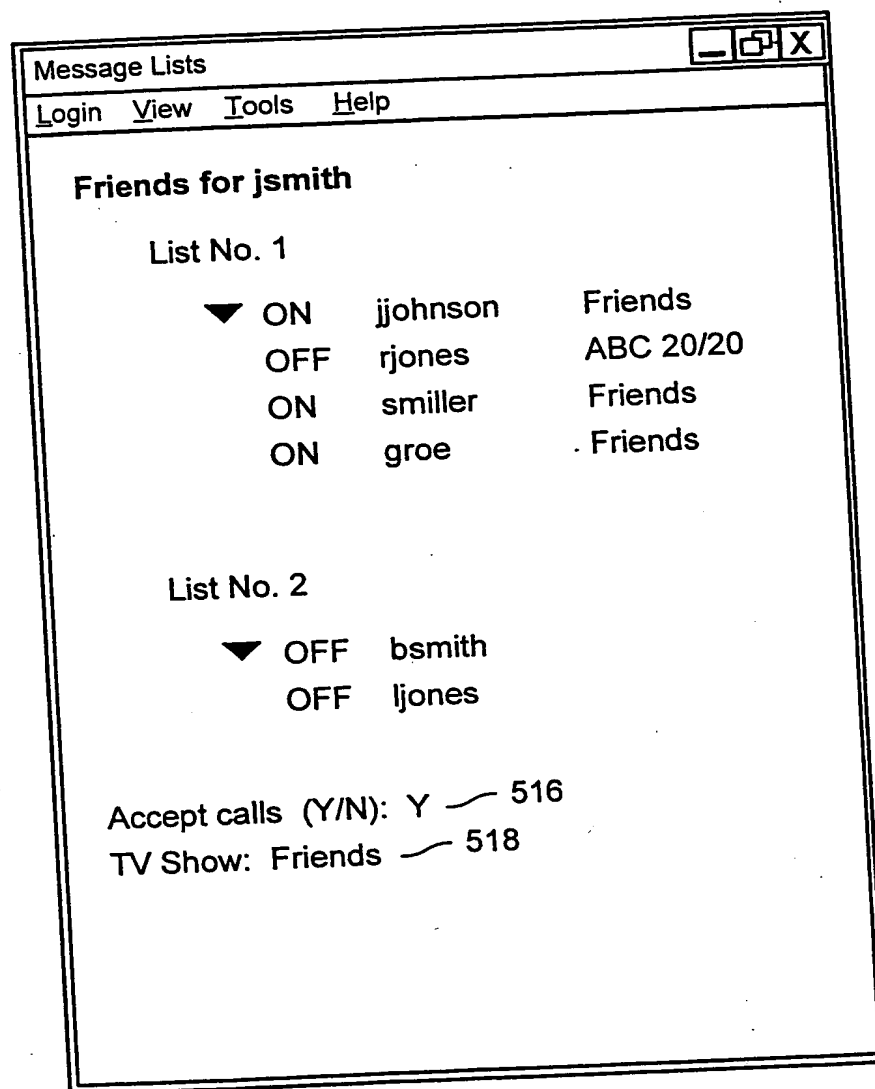 Message Lists
Login View Tools Help
Friends for jsmith
List No. 1
ON jjohnson Friends
OFF rjones ABC 20/20
ON smiller Friends
ON groe Friends
List No. 2
OFF bsmith
OFF ljones
Accept calls (Y/N): Y 516
TV Show: Friends 518